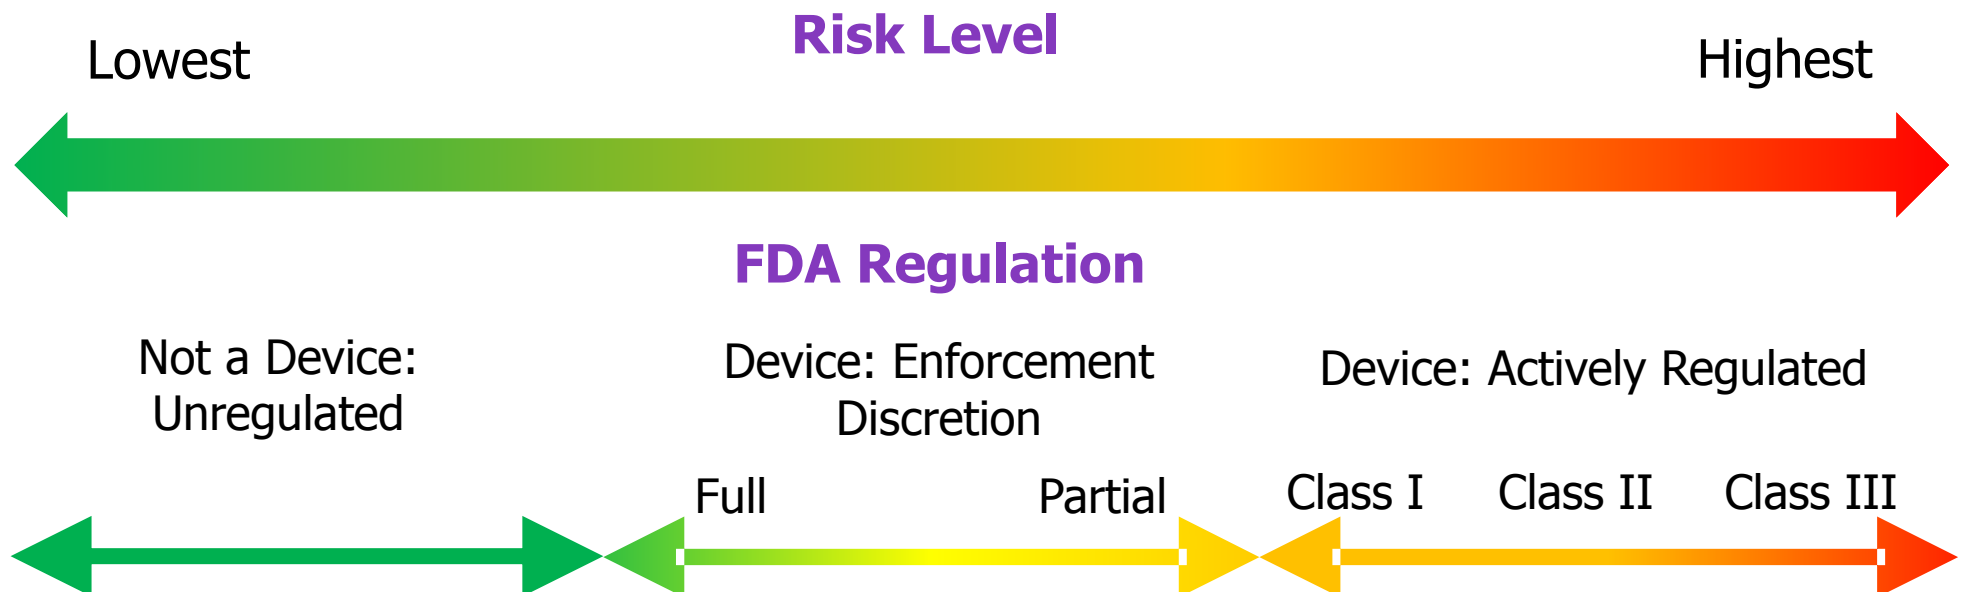 Risk Level
Lowest
Highest
FDA Regulation
Not a Device:
Unregulated
Device: Enforcement
Discretion
Device: Actively Regulated
Full
Partial
Class I
Class II
Class III